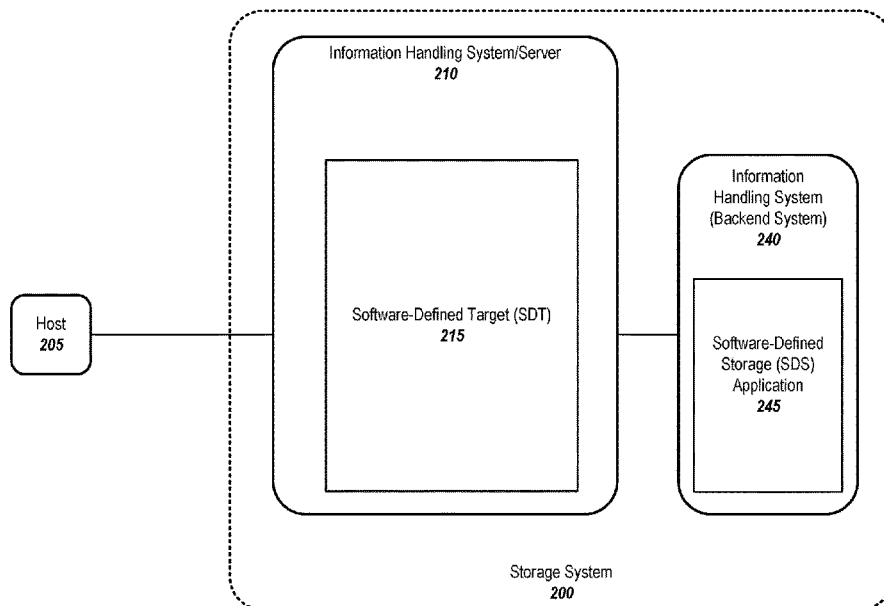 Information Handling System/Server
210
Information
Handling System
(Backend System)
240
Host
205
Software-Defined Target (SDT)
215
Software-Defined
Storage (SDS)
Application
245
Storage System
200